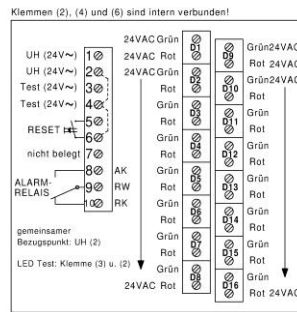 Klemmen (2), (4) und (6) sind intern verbunden!
UH (24V~) 1
UH (24V~) 2
Test (24V~) 3
Test (24V~) 4
5
RESET
6
nicht belegt 7
8 AK
ALARM-
RELAIS
9 RW
10 RK
gemeinsamer
Bezugspunkt: UH (2)
LED Test: Klemme (3) u. (2)
24VAC Grün
D1
24VAC Rot
24VAC Grün
D2
Rot
Grün
D3
Rot
Grün
D4
Rot
Grün
D5
Rot
Grün
D6
Rot
Grün
D7
Rot
Grün
D8
24VAC Rot
Grün 24VAC
D9
Rot 24VAC
Grün 24VAC
D10
Rot
Grün
D11
Rot
Grün
D12
Rot
Grün
D13
Rot
Grün
D14
Rot
Grün
D15
Rot
Grün
D16
Rot 24VAC